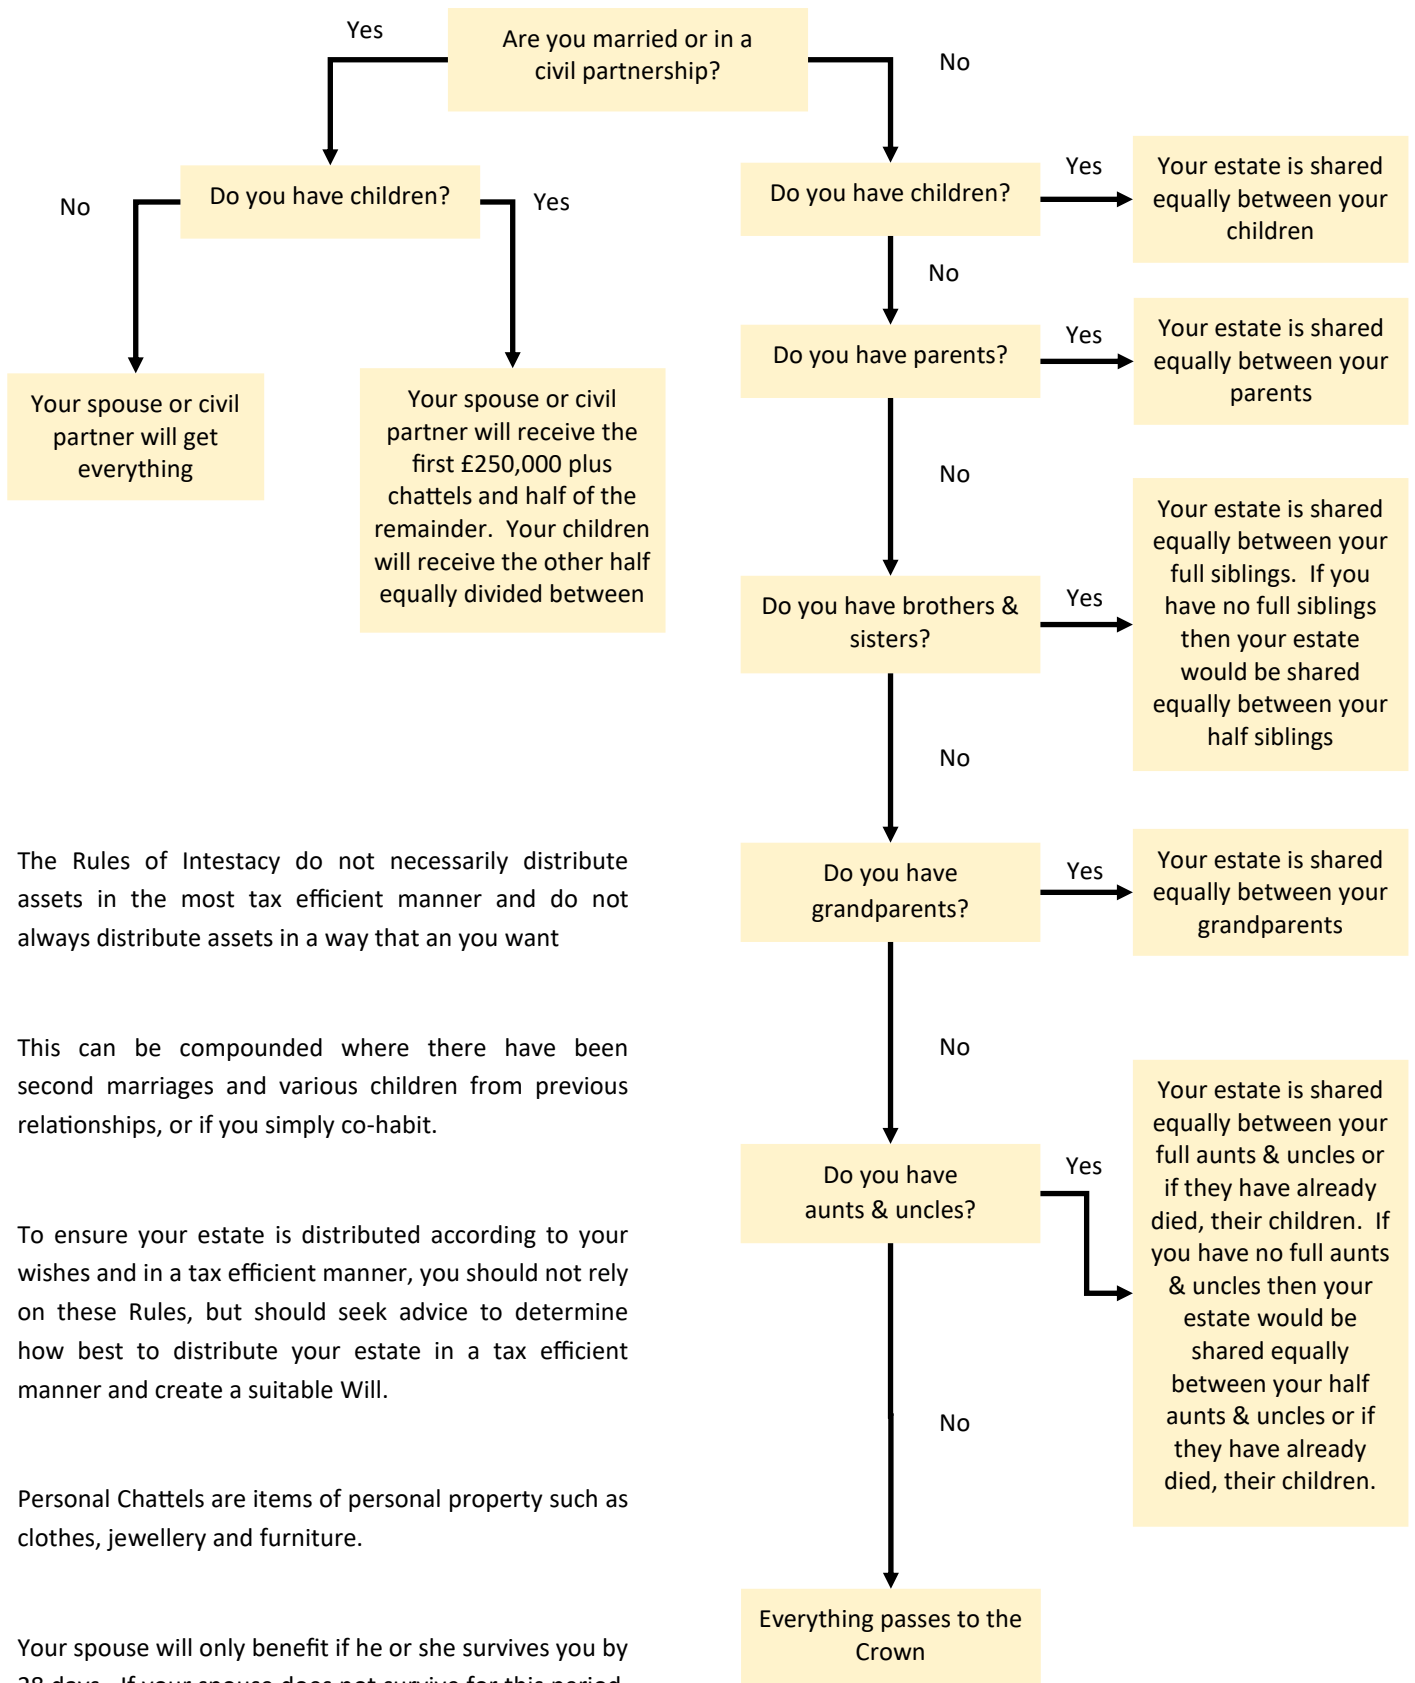 Are you married or in a
civil partnership?
Yes
No
Do you have children?
No
Yes
Your spouse or civil
partner will get
everything
Your spouse or civil
partner will receive the
first £250,000 plus
chattels and half of the
remainder.  Your children
will receive the other half
equally divided between
Do you have children?
Yes
Your estate is shared
equally between your
children
No
Do you have parents?
Yes
Your estate is shared
equally between your
parents
No
Do you have brothers &
sisters?
Yes
Your estate is shared
equally between your
full siblings.  If you
have no full siblings
then your estate
would be shared
equally between your
half siblings
No
Do you have
grandparents?
Yes
Your estate is shared
equally between your
grandparents
No
Do you have
aunts & uncles?
Yes
Your estate is shared
equally between your
full aunts & uncles or
if they have already
died, their children.  If
you have no full aunts
& uncles then your
estate would be
shared equally
between your half
aunts & uncles or if
they have already
died, their children.
No
Everything passes to the
Crown
The Rules of Intestacy do not necessarily distribute
assets in the most tax efficient manner and do not
always distribute assets in a way that an you want
This can be compounded where there have been
second marriages and various children from previous
relationships, or if you simply co-habit.
To ensure your estate is distributed according to your
wishes and in a tax efficient manner, you should not rely
on these Rules, but should seek advice to determine
how best to distribute your estate in a tax efficient
manner and create a suitable Will.
Personal Chattels are items of personal property such as
clothes, jewellery and furniture.
Your spouse will only benefit if he or she survives you by
28 days.  If your spouse does not survive for this period,